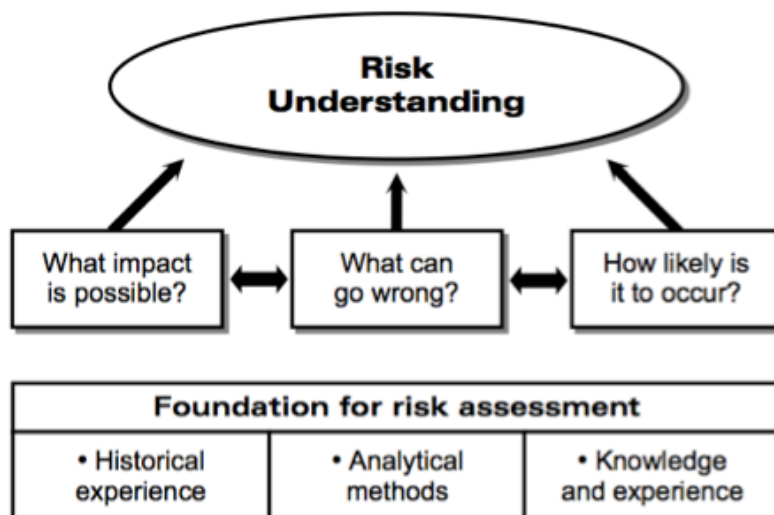 Risk
Understanding
What impact
is possible?
What can
go wrong?
How likely is
it to occur?
Foundation for risk assessment
• Historical
experience
• Analytical
methods
• Knowledge
and experience